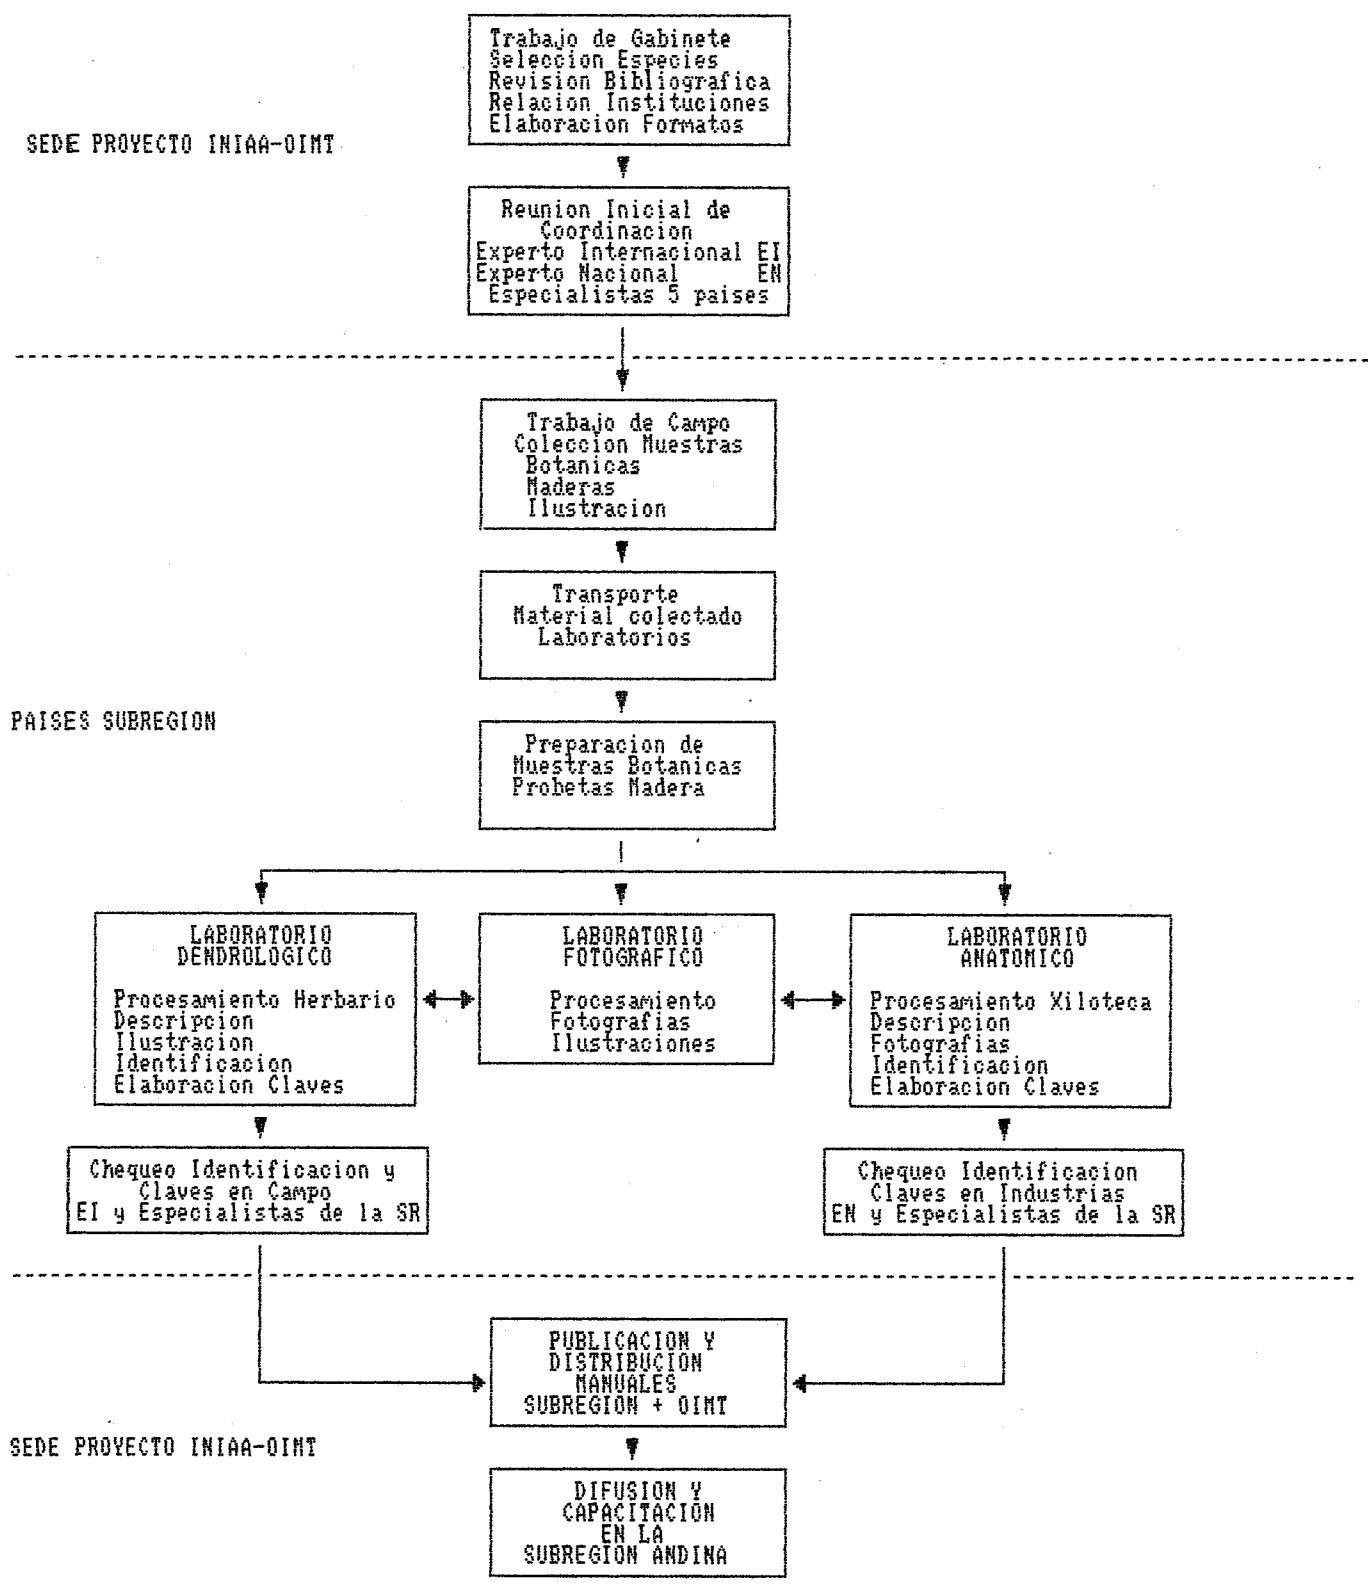 Trabajo de Gabinete
Seleccion Especies
Revision Bibliografica
Relacion Instituciones
Elaboracion Formatos
SEDE PROYECTO INIAA-OIMT
Reunion Inicial de
Coordinacion
Experto Internacional EI
Experto Nacional EN
Especialistas 5 paises
Trabajo de Campo
Coleccion Muestras
Botanicas
Maderas
Ilustracion
Transporte
Material colectado
Laboratorios
PAISES SUBREGION
Preparacion de
Muestras Botanicas
Probetas Madera
LABORATORIO
DENDROLOGICO
Procesamiento Herbario
Descripcion
Ilustracion
Identificacion
Elaboracion Claves
LABORATORIO
FOTOGRAFICO
Procesamiento
Fotografias
Ilustraciones
LABORATORIO
ANATOMICO
Procesamiento Xiloteca
Descripcion
Fotografias
Identificacion
Elaboracion Claves
Chequeo Identificacion y
Claves en Campo
EI y Especialistas de la SR
Chequeo Identificacion
Claves en Industrias
EN y Especialistas de la SR
PUBLICACION Y
DISTRIBUCION
MANUALES
SUBREGION + OIMT
SEDE PROYECTO INIAA-OIMT
DIFUSION Y
CAPACITACION
EN LA
SUBREGION ANDINA